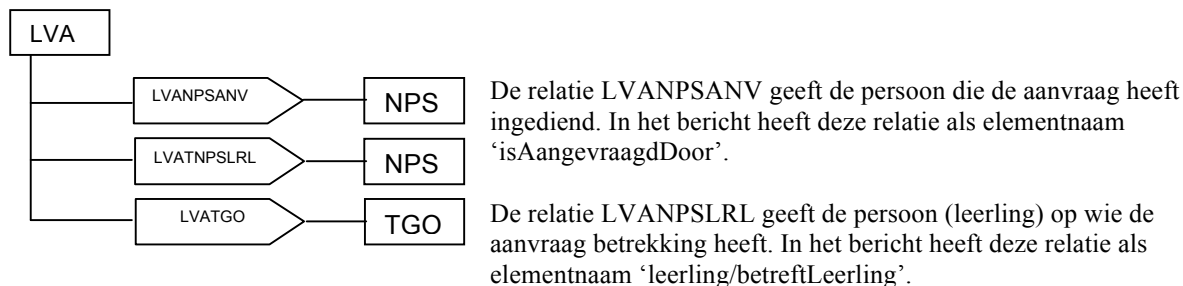 LVA
LVANPSANV
NPS
De relatie LVANPSANV geeft de persoon die de aanvraag heeft
ingediend. In het bericht heeft deze relatie als elementnaam
‘isAangevraagdDoor’.
LVATNPSLRL
NPS
LVATGO
TGO
De relatie LVANPSLRL geeft de persoon (leerling) op wie de
aanvraag betrekking heeft. In het bericht heeft deze relatie als
elementnaam ‘leerling/betreftLeerling’.